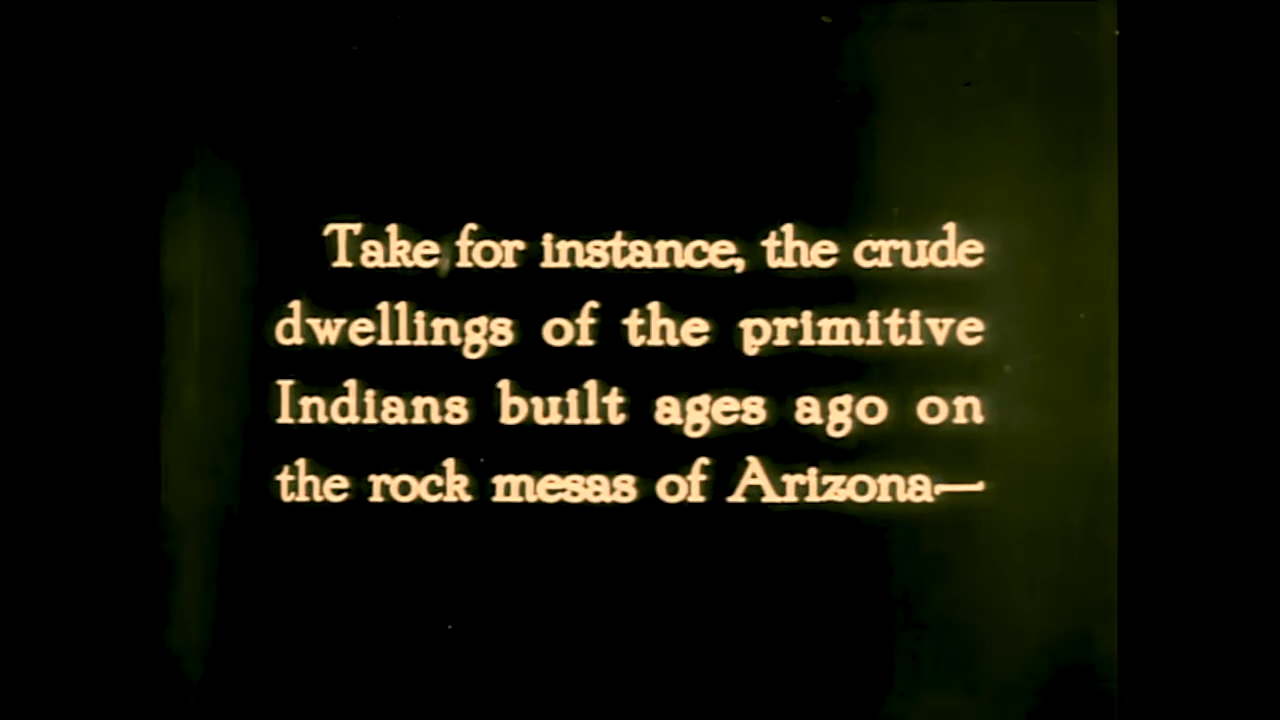 Take for instance, the crude
dwellings of the primitive
Indians built ages ago on
the rock mesas of Arizona—